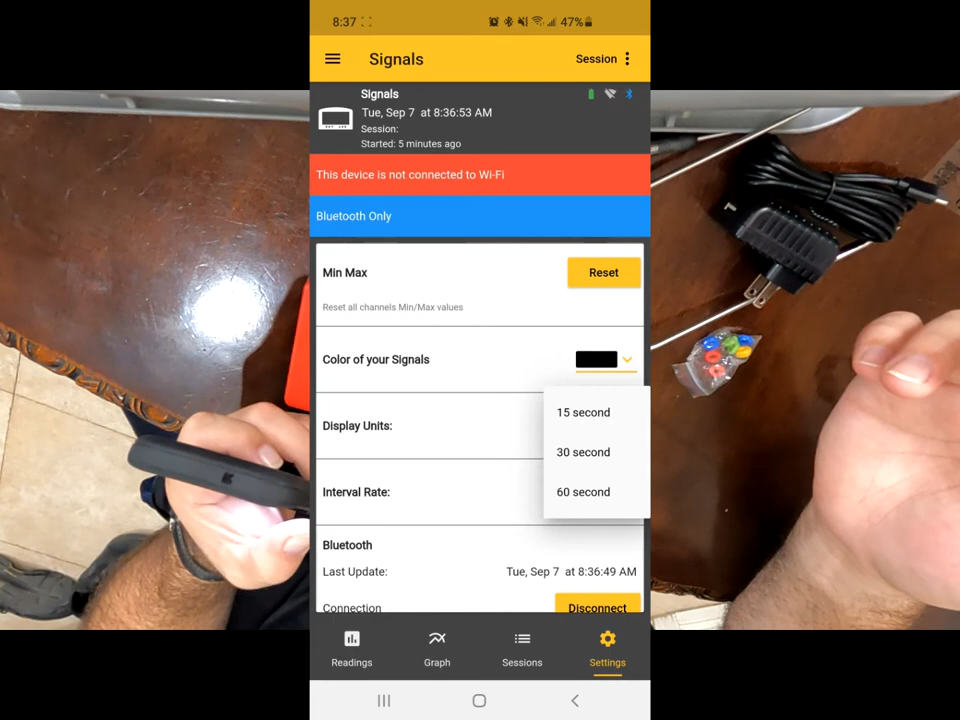 8:37
47%
Signals
Session
Signals
Tue, Sep 7 at 8:36:53 AM
Session:
Started: 5 minutes ago
This device is not connected to Wi-Fi
Bluetooth Only
Min Max
Reset
Reset all channels Min/Max values
Color of your Signals
15 second
Display Units:
30 second
Interval Rate:
60 second
Bluetooth
Last Update:
Tue, Sep 7 at 8:36:49 AM
Connection
Disconnect
Readings
Graph
Sessions
Settings